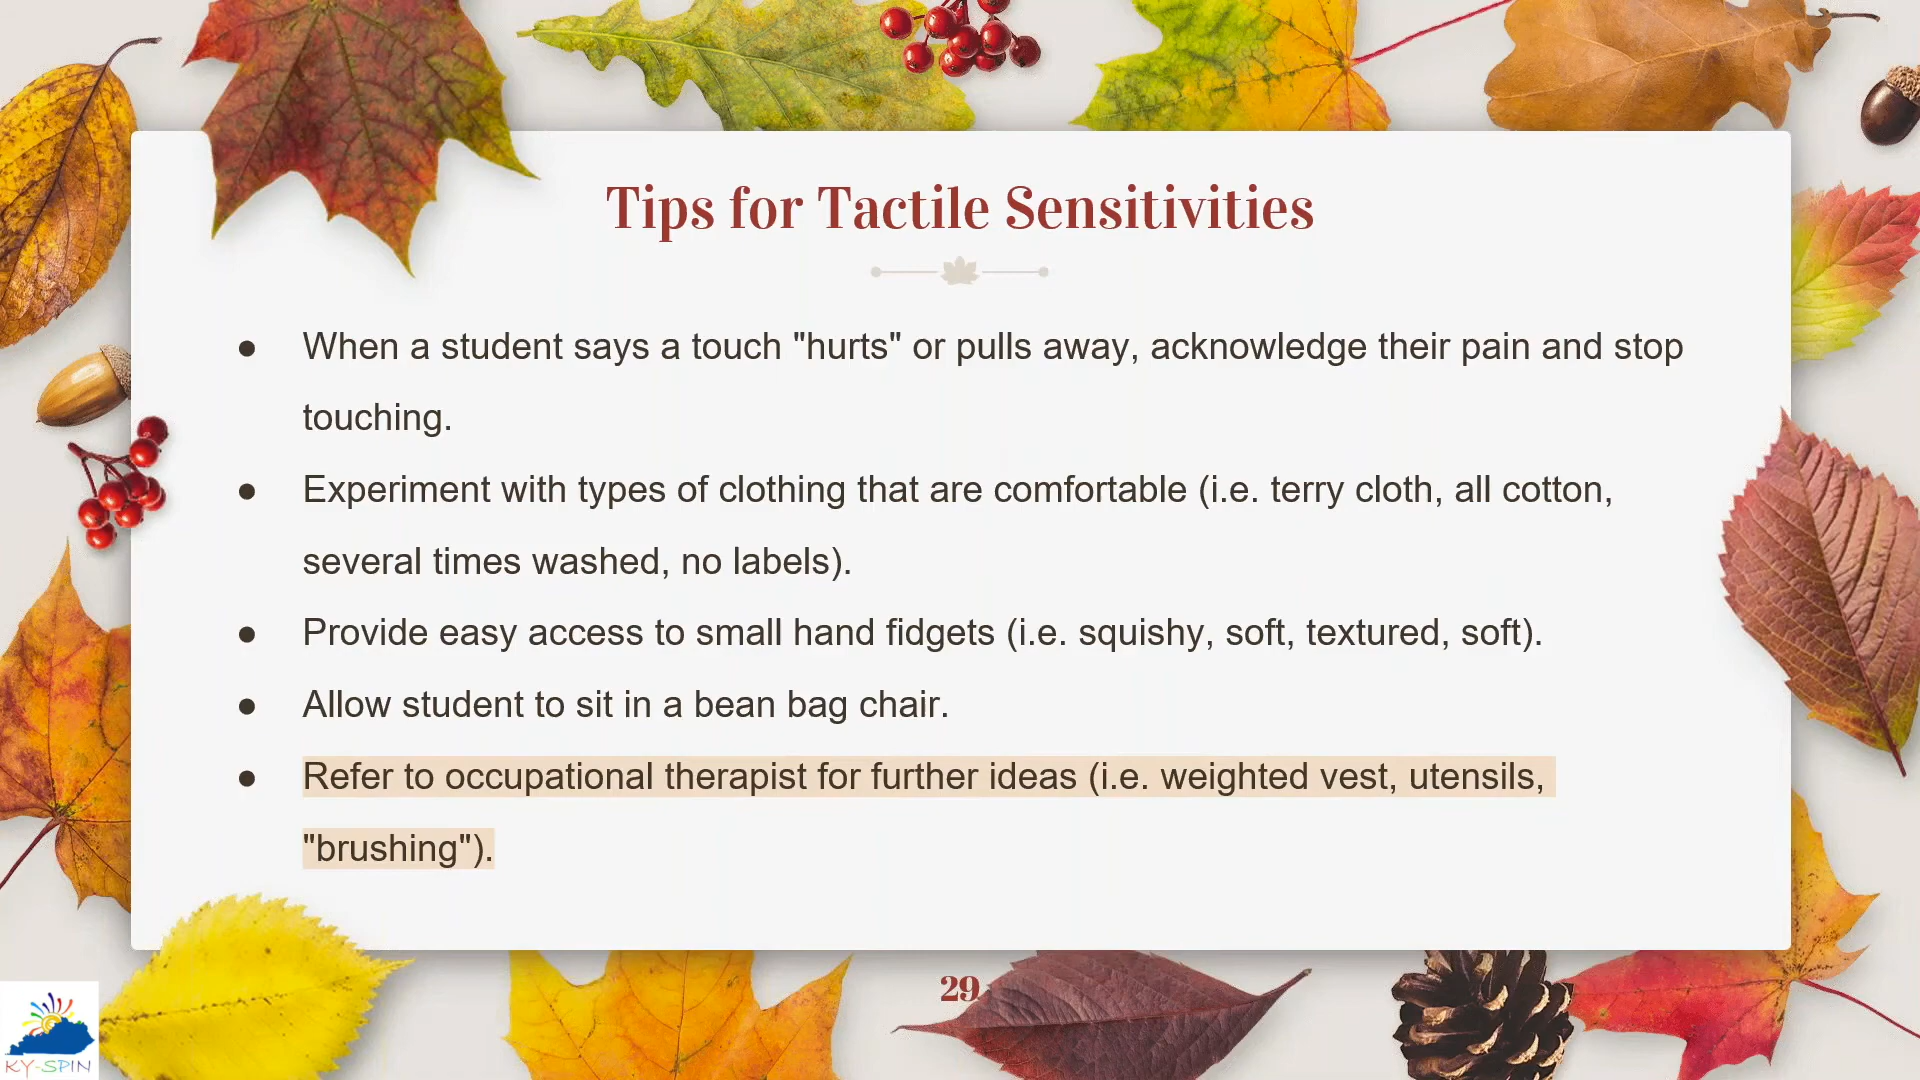 Tips for Tactile Sensitivities
● When a student says a touch "hurts" or pulls away, acknowledge their pain and stop
touching.
● Experiment with types of clothing that are comfortable (i.e. terry cloth, all cotton,
several times washed, no labels).
● Provide easy access to small hand fidgets (i.e. squishy, soft, textured, soft).
● Allow student to sit in a bean bag chair.
● Refer to occupational therapist for further ideas (i.e. weighted vest, utensils,
"brushing").
29
KY-SPIN